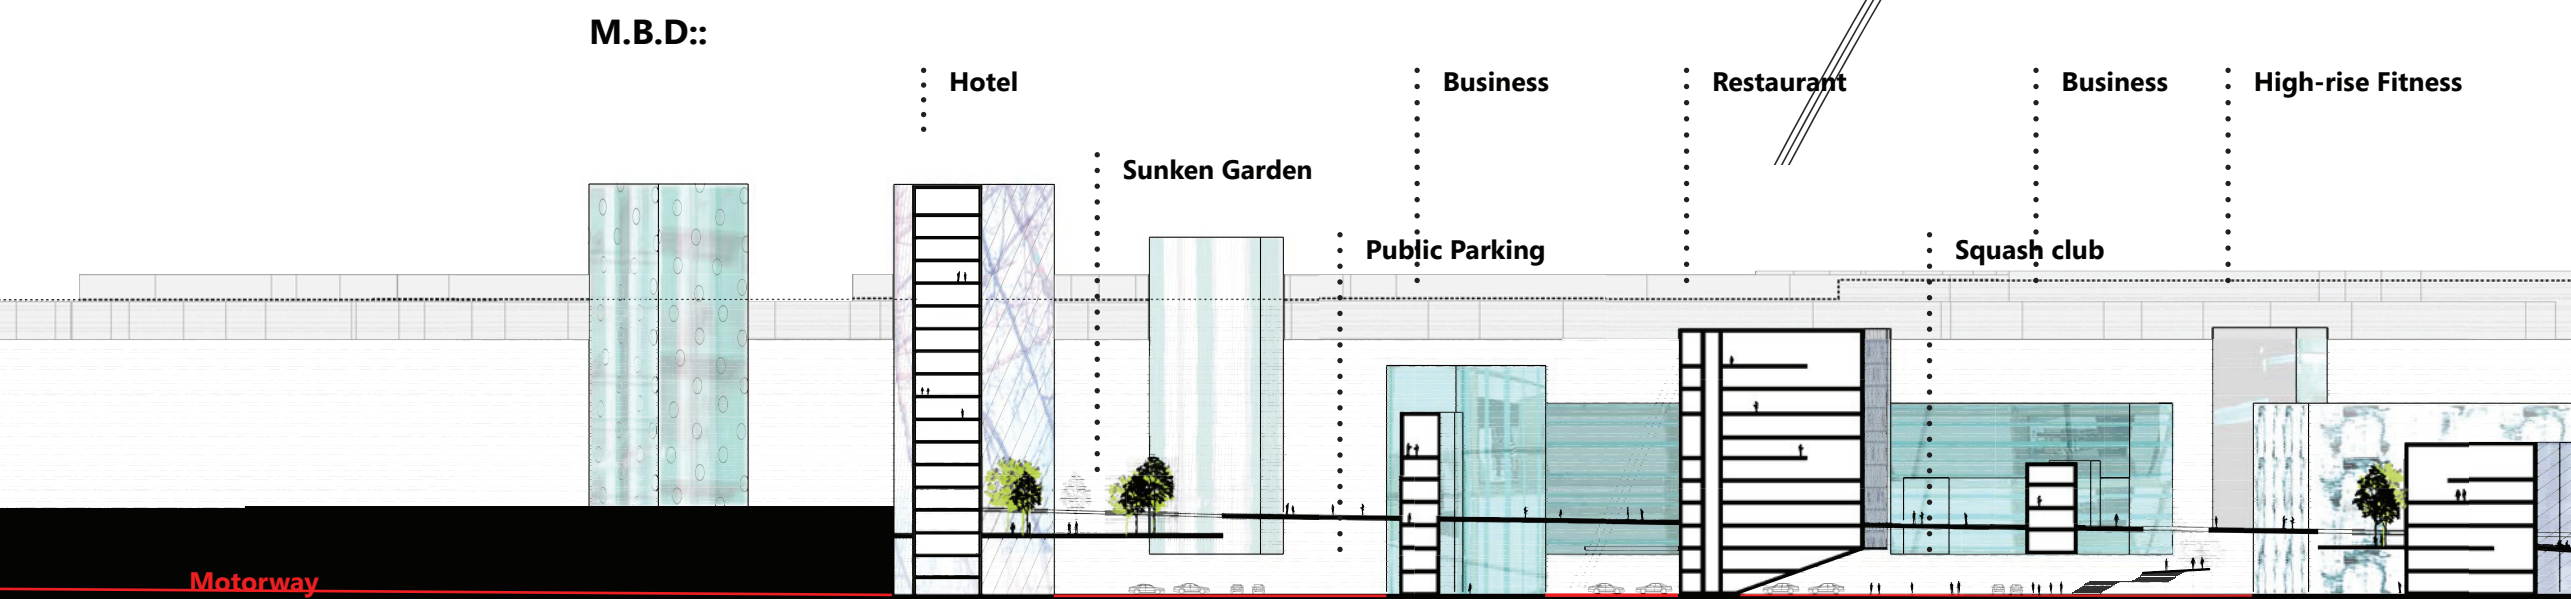 M.B.D::
Hotel
Business
Restaurant
Business
High-rise Fitness
Sunken Garden
Public Parking
Squash club
Motorway